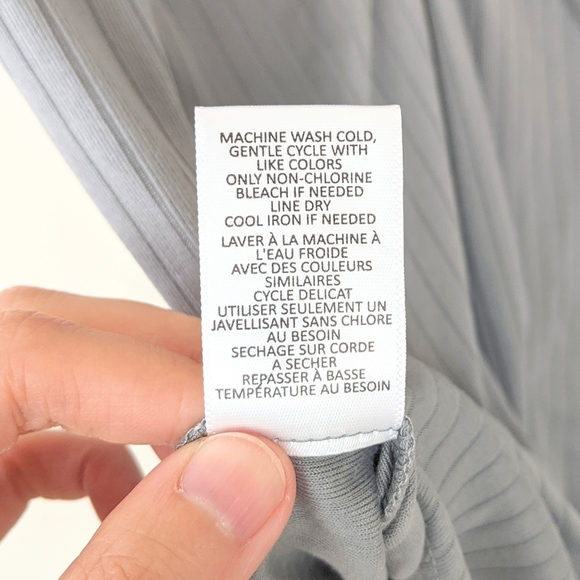 MACHINE WASH COLD,
GENTLE CYCLE WITH
LIKE COLORS
ONLY NON-CHLORINE
BLEACH IF NEEDED
LINE DRY
COOL IRON IF NEEDED
LAVER À LA MACHINE À
L'EAU FROIDE
AVEC DES COULEURS
SIMILAIRES
CYCLE DELICAT
UTILISER SEULEMENT UN
JAVELLISANT SANS CHLORE
AU BESOIN
SECHAGE SUR CORDE
A SECHER
REPASSER À BASSE
TEMPÉRATURE AU BESOIN